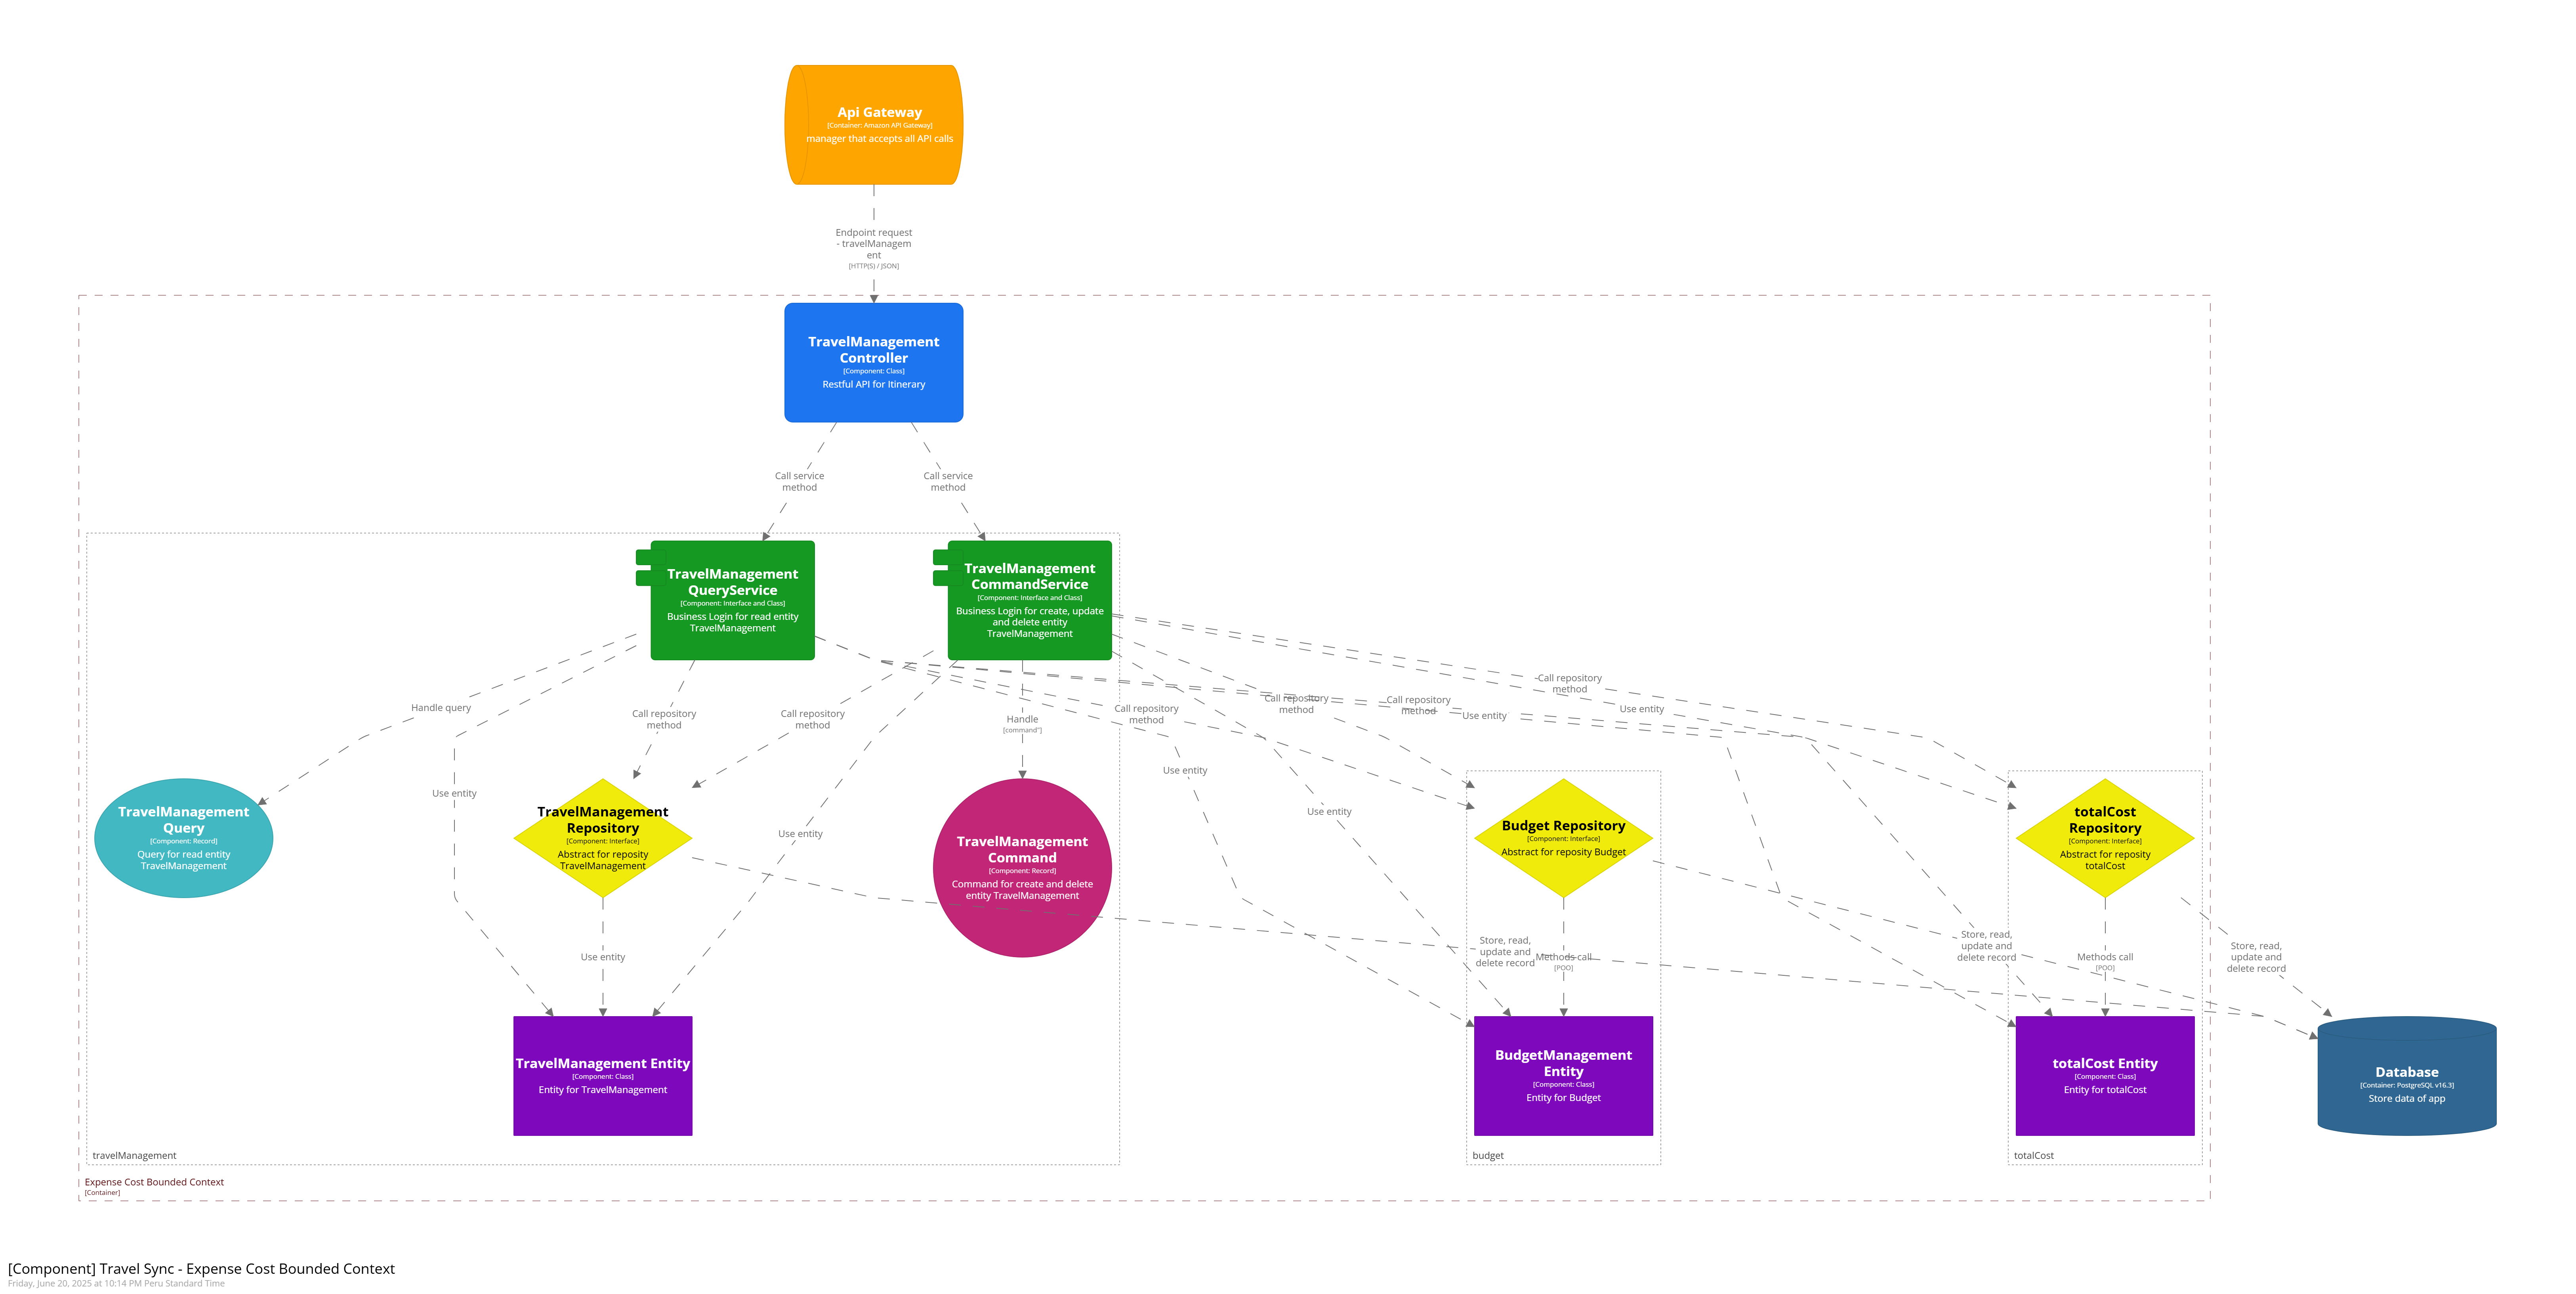 Api Gateway
[Container: Amazon API Gateway]
manager that accepts all API calls
Endpoint request
- travelManagem
ent
[HTTP(S) / JSON]
TravelManagement
Controller
[Component: Class]
Restful API for Itinerary
Call service
method
Call service
method
TravelManagement
QueryService
[Component: Interface and Class]
Business Login for read entity
TravelManagement
TravelManagement
CommandService
[Component: Interface and Class]
Business Login for create, update
and delete entity
TravelManagement
Handle query
Use entity
Call repository
method
Call repository
method
Use entity
Handle
[command"]
Call repository
method
Use entity
Call repository
method
Use entity
Call repository
method
Use entity
Call repository
method
Use entity
TravelManagement
Query
[Component: Record]
Query for read entity
TravelManagement
TravelManagement
Repository
[Component: Interface]
Abstract for reposity
TravelManagement
TravelManagement
Command
[Component: Record]
Command for create and delete
entity TravelManagement
Budget Repository
[Component: Interface]
Abstract for reposity Budget
totalCost
Repository
[Component: Interface]
Abstract for reposity
totalCost
Use entity
Store, read,
update and
delete record
Methods call
[POO]
Store, read,
update and
delete record
Methods call
[POO]
Store, read,
update and
delete record
TravelManagement Entity
[Component: Class]
Entity for TravelManagement
BudgetManagement
Entity
[Component: Class]
Entity for Budget
totalCost Entity
[Component: Class]
Entity for totalCost
Database
[Container: PostgreSQL v16.3]
Store data of app
travelManagement
budget
totalCost
Expense Cost Bounded Context
[Container]
[Component] Travel Sync - Expense Cost Bounded Context
Friday, June 20, 2025 at 10:14 PM Peru Standard Time